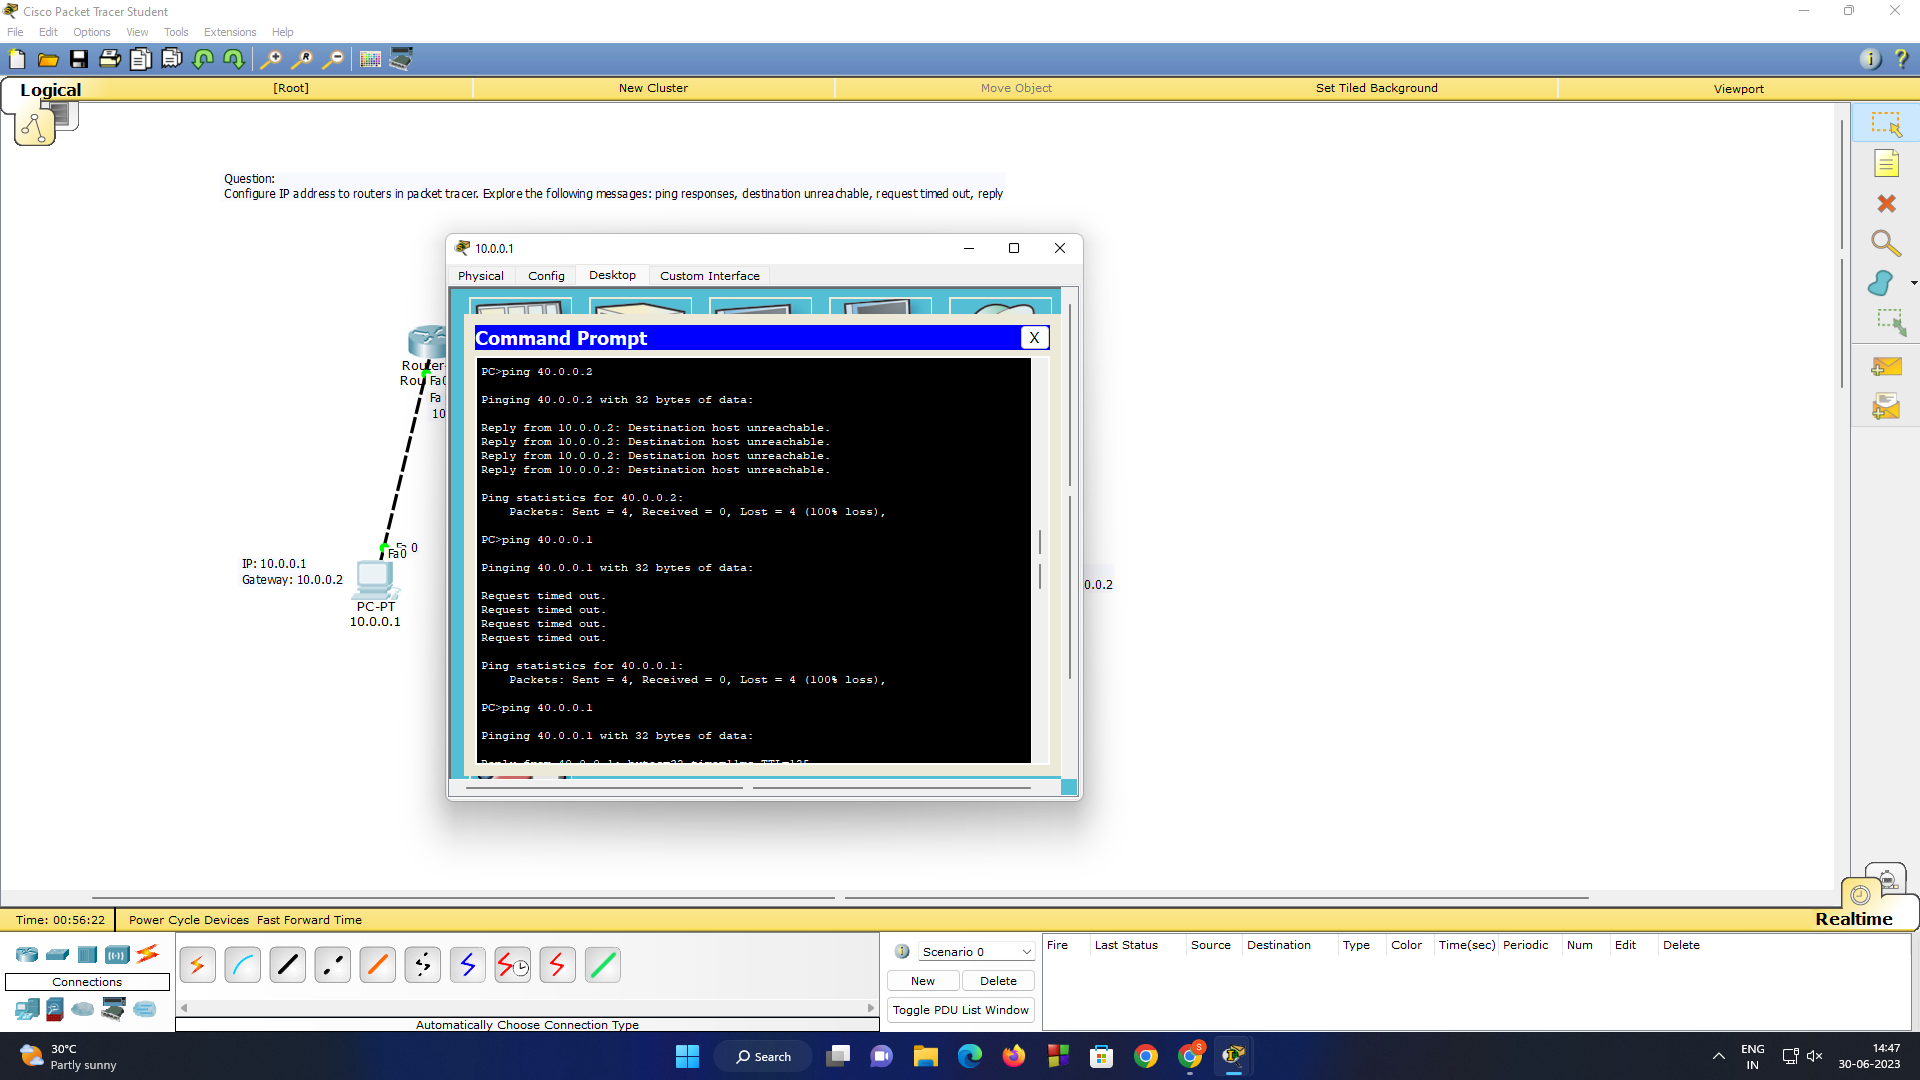 Cisco Packet Tracer Student
File Edit Options View Tools Extensions Help
Logical [Root] New Cluster Move Object Set Tiled Background Viewport
Question:
Configure IP address to routers in packet tracer. Explore the following messages: ping responses, destination unreachable, request timed out, reply
10.0.0.1
Physical Config Desktop Custom Interface
Command Prompt X
PC>ping 40.0.0.2
Pinging 40.0.0.2 with 32 bytes of data:
Reply from 10.0.0.2: Destination host unreachable.
Reply from 10.0.0.2: Destination host unreachable.
Reply from 10.0.0.2: Destination host unreachable.
Reply from 10.0.0.2: Destination host unreachable.
Ping statistics for 40.0.0.2:
Packets: Sent = 4, Received = 0, Lost = 4 (100% loss),
PC>ping 40.0.0.1
Pinging 40.0.0.1 with 32 bytes of data:
Request timed out.
Request timed out.
Request timed out.
Request timed out.
Ping statistics for 40.0.0.1:
Packets: Sent = 4, Received = 0, Lost = 4 (100% loss),
PC>ping 40.0.0.1
Pinging 40.0.0.1 with 32 bytes of data:
Reply from 40.0.0.1: bytes=32 time=11ms TTL=125
Router
Rou Fa0
Fa
10
Fa0 0
IP: 10.0.0.1
Gateway: 10.0.0.2
PC-PT
10.0.0.1
0.0.2
Time: 00:56:22 Power Cycle Devices Fast Forward Time Realtime
Connections
Automatically Choose Connection Type
Scenario 0
New Delete
Toggle PDU List Window
Fire Last Status Source Destination Type Color Time(sec) Periodic Num Edit Delete
30°C
Partly sunny
Search
S
ENG
IN
14:47
30-06-2023